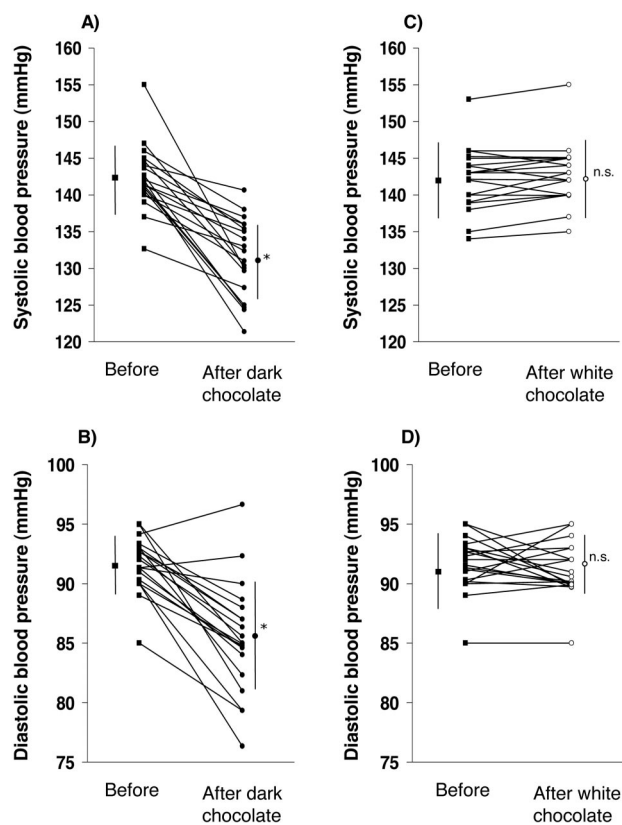 A)
Systolic blood pressure (mmHg)
160
155
150
145
140
135
130
125
120
*
Before
After dark
chocolate
C)
Systolic blood pressure (mmHg)
160
155
150
145
140
135
130
125
120
n.s.
Before
After white
chocolate
B)
Diastolic blood pressure (mmHg)
100
95
90
85
80
75
*
Before
After dark
chocolate
D)
Diastolic blood pressure (mmHg)
100
95
90
85
80
75
n.s.
Before
After white
chocolate